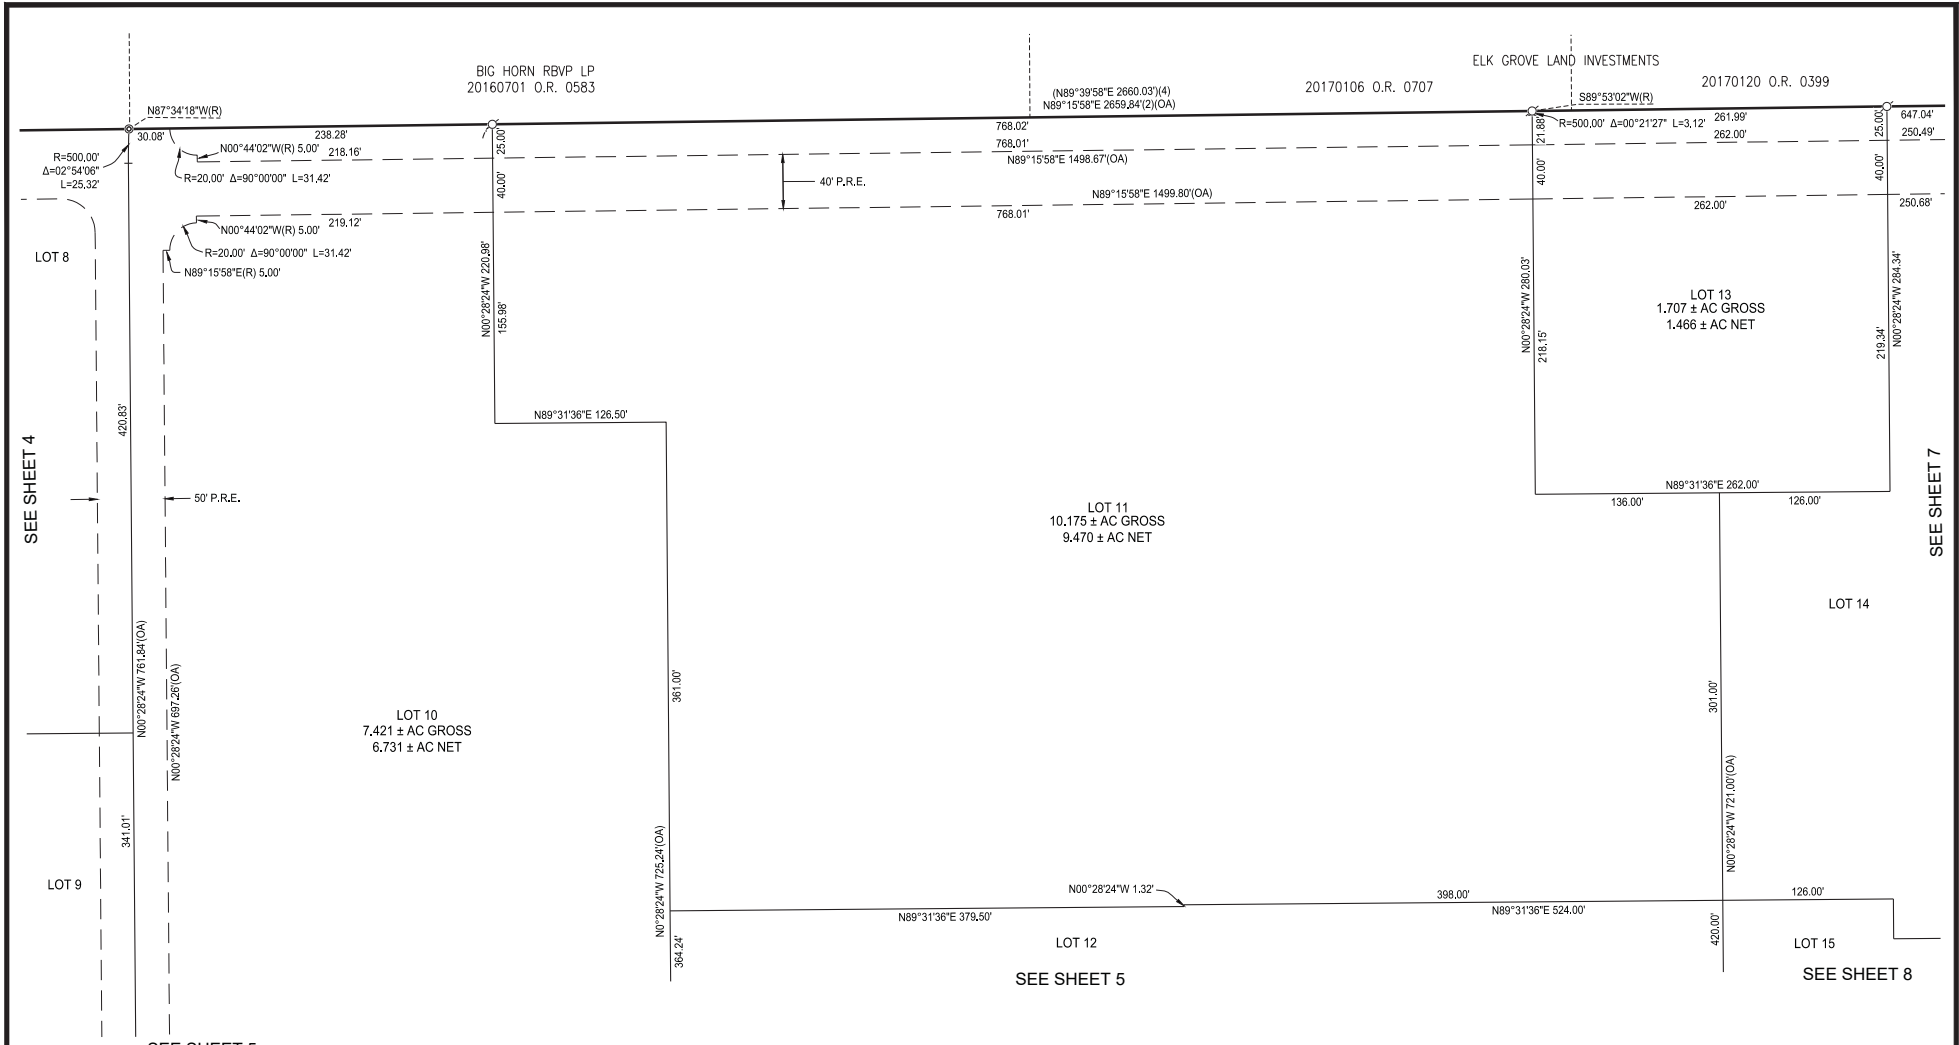 BIG HORN RBVP LP
20160701 O.R. 0583
(N89°39'58"E 2660.03')(4)
N89°15'58"E 2659.84'(2)(OA)
20170106 O.R. 0707
ELK GROVE LAND INVESTMENTS
20170120 O.R. 0399
N87°34'18"W(R)
S89°53'02"W(R)
30.08'
238.28'
768.02'
R=500.00' Δ=00°21'27" L=3.12'
261.99'
647.04'
R=500.00'
Δ=02°54'06"
L=25.32'
N00°44'02"W(R) 5.00'
218.16'
25.00'
768.01'
21.88'
262.00'
25.00'
250.49'
N89°15'58"E 1498.67'(OA)
R=20.00' Δ=90°00'00" L=31.42'
40.00'
40' P.R.E.
40.00'
40.00'
N89°15'58"E 1499.80'(OA)
N00°44'02"W(R) 5.00'
219.12'
768.01'
262.00'
250.68'
LOT 8
R=20.00' Δ=90°00'00" L=31.42'
N89°15'58"E(R) 5.00'
N00°28'24"W 220.98'
155.98'
N00°28'24"W 280.03'
218.15'
LOT 13
1.707 ± AC GROSS
1.466 ± AC NET
219.34'
N00°28'24"W 284.34'
420.83'
N89°31'36"E 126.50'
SEE SHEET 4
50' P.R.E.
LOT 11
10.175 ± AC GROSS
9.470 ± AC NET
N89°31'36"E 262.00'
136.00'
126.00'
SEE SHEET 7
LOT 14
N00°28'24"W 761.84'(OA)
N00°28'24"W 697.26'(OA)
LOT 10
7.421 ± AC GROSS
6.731 ± AC NET
361.00'
301.00'
341.01'
N0°28'24"W 725.24'(OA)
N00°28'24"W 721.00'(OA)
LOT 9
N00°28'24"W 1.32'
398.00'
126.00'
N89°31'36"E 379.50'
N89°31'36"E 524.00'
364.24'
LOT 12
420.00'
LOT 15
SEE SHEET 5
SEE SHEET 8
SEE SHEET 5